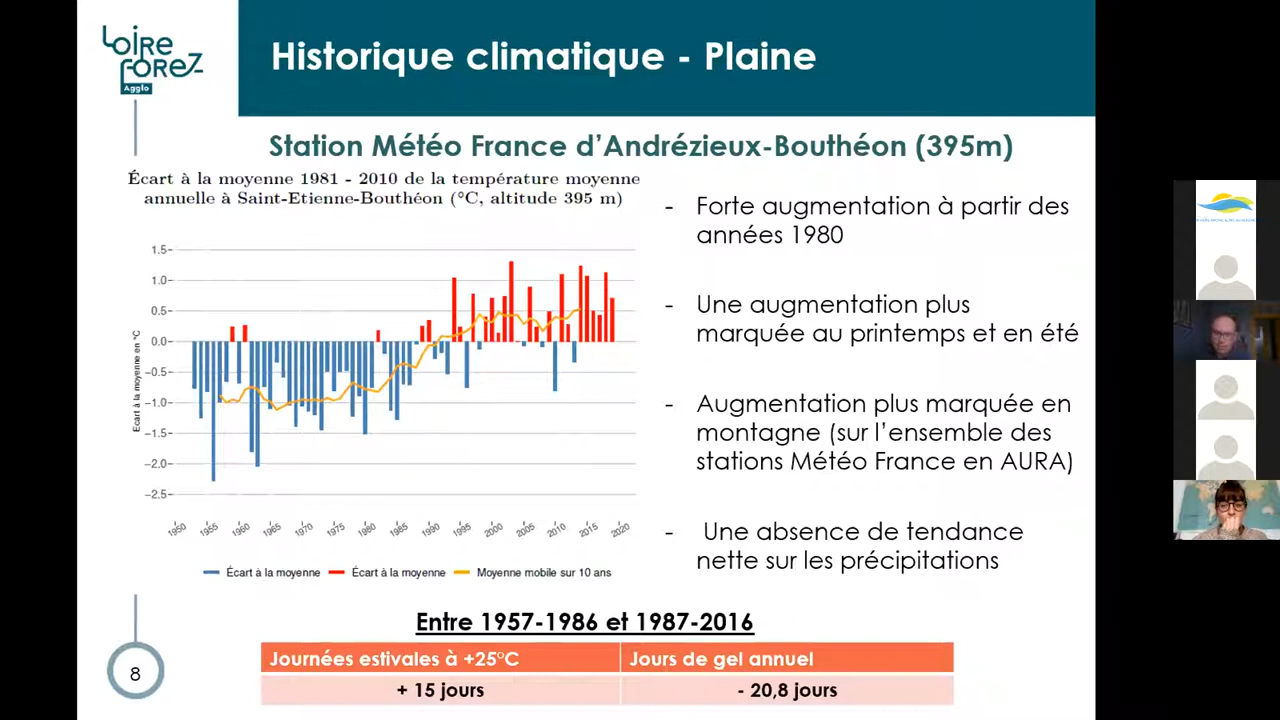 Loire
Forez
Agglo
Historique climatique - Plaine
Station Météo France d'Andrézieux-Bouthéon (395m)
Écart à la moyenne 1981 - 2010 de la température moyenne
annuelle à Saint-Etienne-Bouthéon (°C, altitude 395 m)
Ecart à la moyenne en °C
1.5
1.0
0.5
0.0
−0.5
−1.0
−1.5
−2.0
−2.5
1950 1955 1960 1965 1970 1975 1980 1985 1990 1995 2000 2005 2010 2015 2020
Écart à la moyenne Écart à la moyenne Moyenne mobile sur 10 ans
- Forte augmentation à partir des
années 1980
- Une augmentation plus
marquée au printemps et en été
- Augmentation plus marquée en
montagne (sur l'ensemble des
stations Météo France en AURA)
- Une absence de tendance
nette sur les précipitations
Entre 1957-1986 et 1987-2016
Journées estivales à +25°C Jours de gel annuel
+ 15 jours - 20,8 jours
8